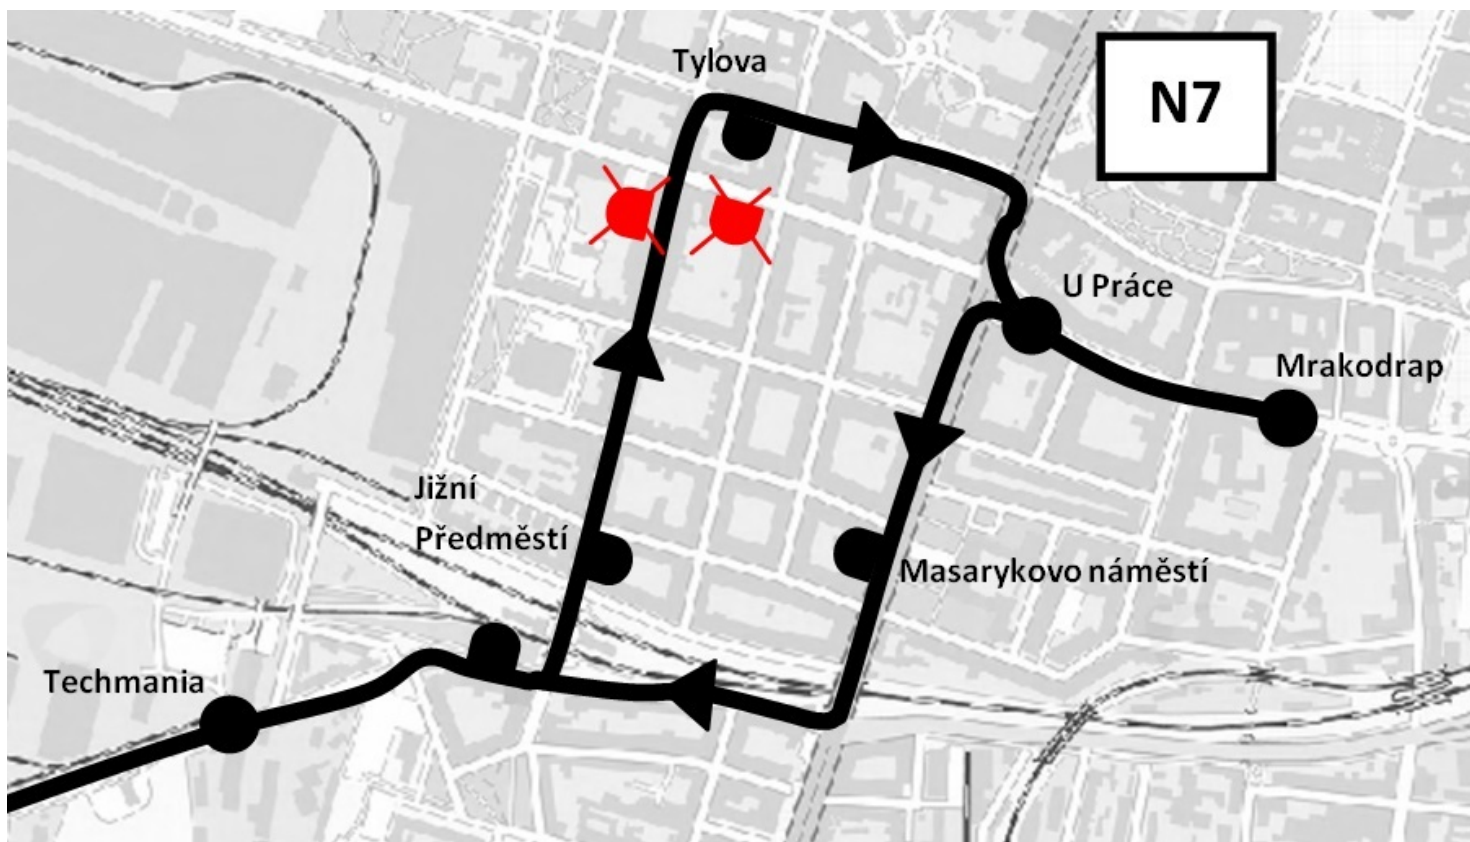 Tylova
N7
U Práce
Mrakodrap
Jižní
Předměstí
Masarykovo náměstí
Techmania